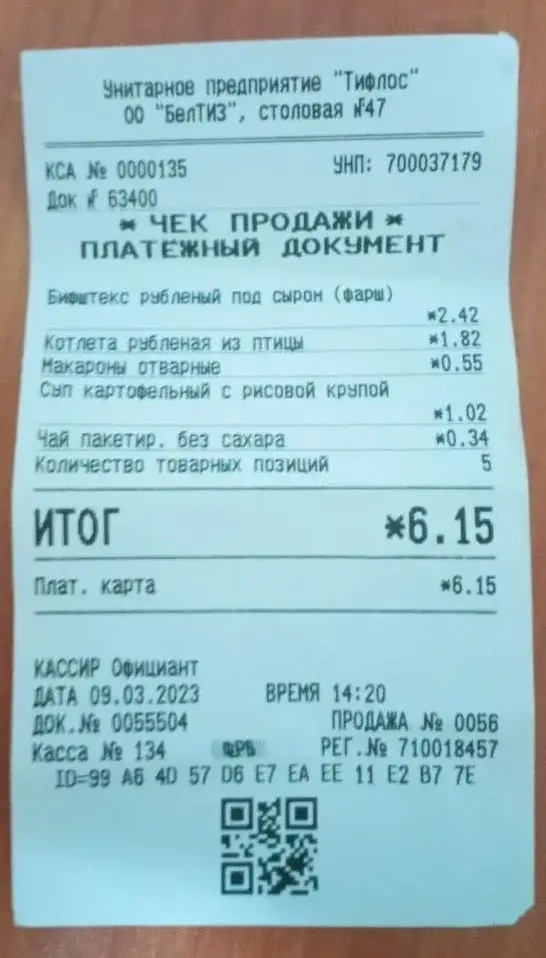 Унитарное предприятие "Тифлос"
ОО "БелТИЗ", столовая №47
КСА № 0000135 УНП: 700037179
Док № 63400
* ЧЕК ПРОДАЖИ *
ПЛАТЕЖНЫЙ ДОКУМЕНТ
Бифштекс рубленый под сырон (фарш)
*2.42
Котлета рубленая из птицы *1.82
Макароны отварные *0.55
Суп картофельный с рисовой крупой
*1.02
Чай пакетир. без сахара *0.34
Количество товарных позиций 5
ИТОГ *6.15
Плат. карта *6.15
КАССИР Официант
ДАТА 09.03.2023 ВРЕМЯ 14:20
ДОК.№ 0055504 ПРОДАЖА № 0056
Касса № 134 РЕГ.№ 710018457
ID=99 A6 4D 57 D6 E7 EA EE 11 E2 B7 7E